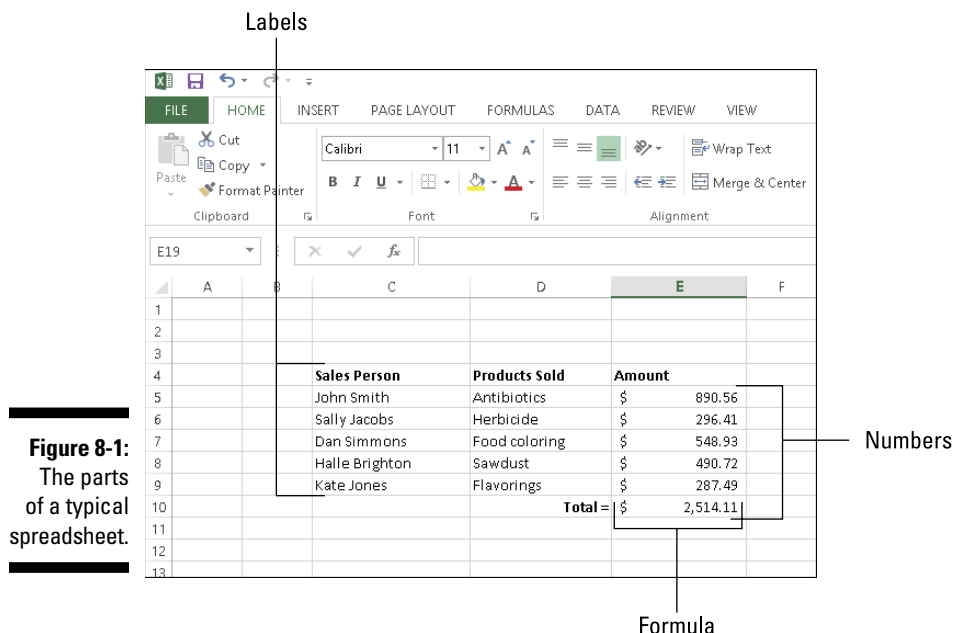 Labels
FILE HOME INSERT PAGE LAYOUT FORMULAS DATA REVIEW VIEW
Cut
Copy
Paste
Format Painter
Clipboard
Calibri 11 A A
B I U A
Font
Wrap Text
Merge & Center
Alignment
E19 fx
A B C D E F
1
2
3
4 Sales Person Products Sold Amount
5 John Smith Antibiotics $ 890.56
6 Sally Jacobs Herbicide $ 296.41
7 Dan Simmons Food coloring $ 548.93
8 Halle Brighton Sawdust $ 490.72
9 Kate Jones Flavorings $ 287.49
10 Total = $ 2,514.11
11
12
13
Numbers
Formula
Figure 8-1:
The parts
of a typical
spreadsheet.